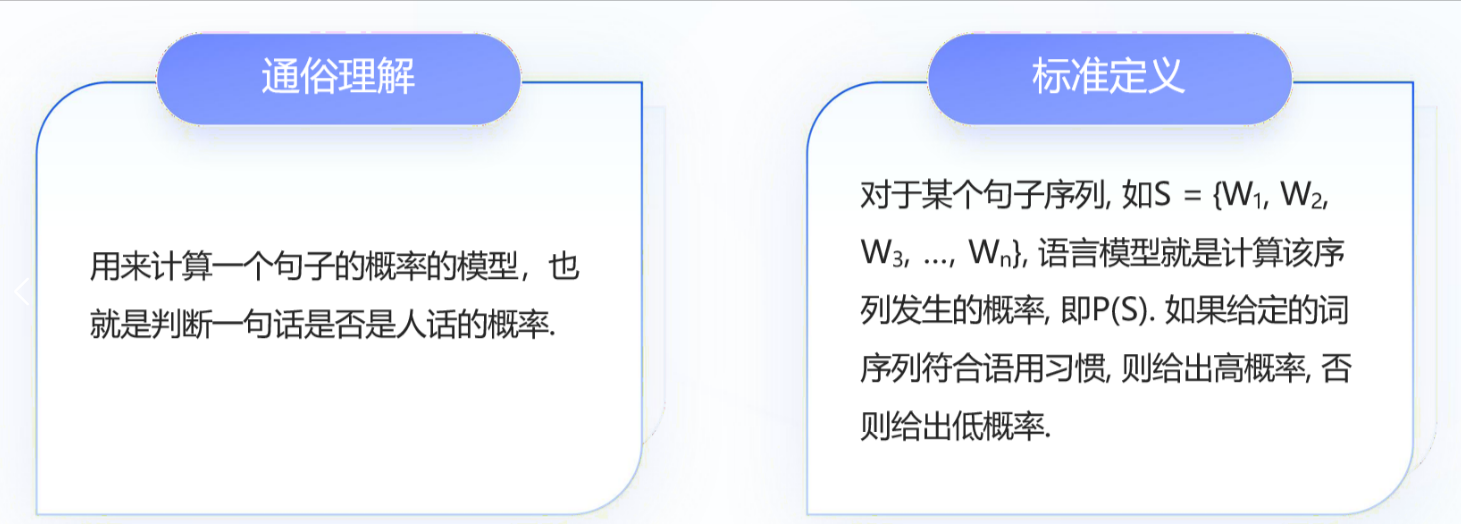 通俗理解
用来计算一个句子的概率的模型，也
就是判断一句话是否是人话的概率.
标准定义
对于某个句子序列, 如S = {W₁, W₂,
W₃, …, Wₙ}, 语言模型就是计算该序
列发生的概率, 即P(S). 如果给定的词
序列符合语用习惯, 则给出高概率, 否
则给出低概率.